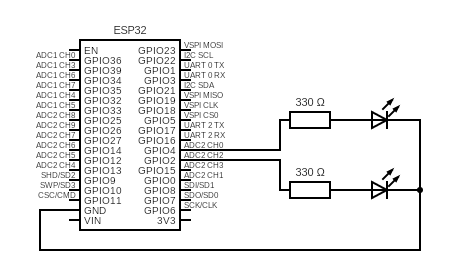 ESP32
VSPI MOSI
EN GPIO23
ADC1 CH0 I2C SCL
GPIO36 GPIO22
ADC1 CH3 UART 0 TX
GPIO39 GPIO1
ADC1 CH6 UART 0 RX
GPIO34 GPIO3
ADC1 CH7 I2C SDA
GPIO35 GPIO21
ADC1 CH4 VSPI MISO
GPIO32 GPIO19
ADC1 CH5 VSPI CLK
GPIO33 GPIO18
ADC2 CH8 VSPI CS0
GPIO25 GPIO5
ADC2 CH9 UART 2 TX
GPIO26 GPIO17
ADC2 CH7 UART 2 RX
GPIO27 GPIO16
ADC2 CH6 ADC2 CH0
GPIO14 GPIO4
ADC2 CH5 ADC2 CH2
GPIO12 GPIO2
ADC2 CH4 ADC2 CH3
GPIO13 GPIO15
SHD/SD2 ADC2 CH1
GPIO9 GPIO0
SWP/SD3 SDI/SD1
GPIO10 GPIO8
CSC/CMD SDO/SD0
GPIO11 GPIO7
SCK/CLK
GND GPIO6
VIN 3V3
330 Ω
330 Ω